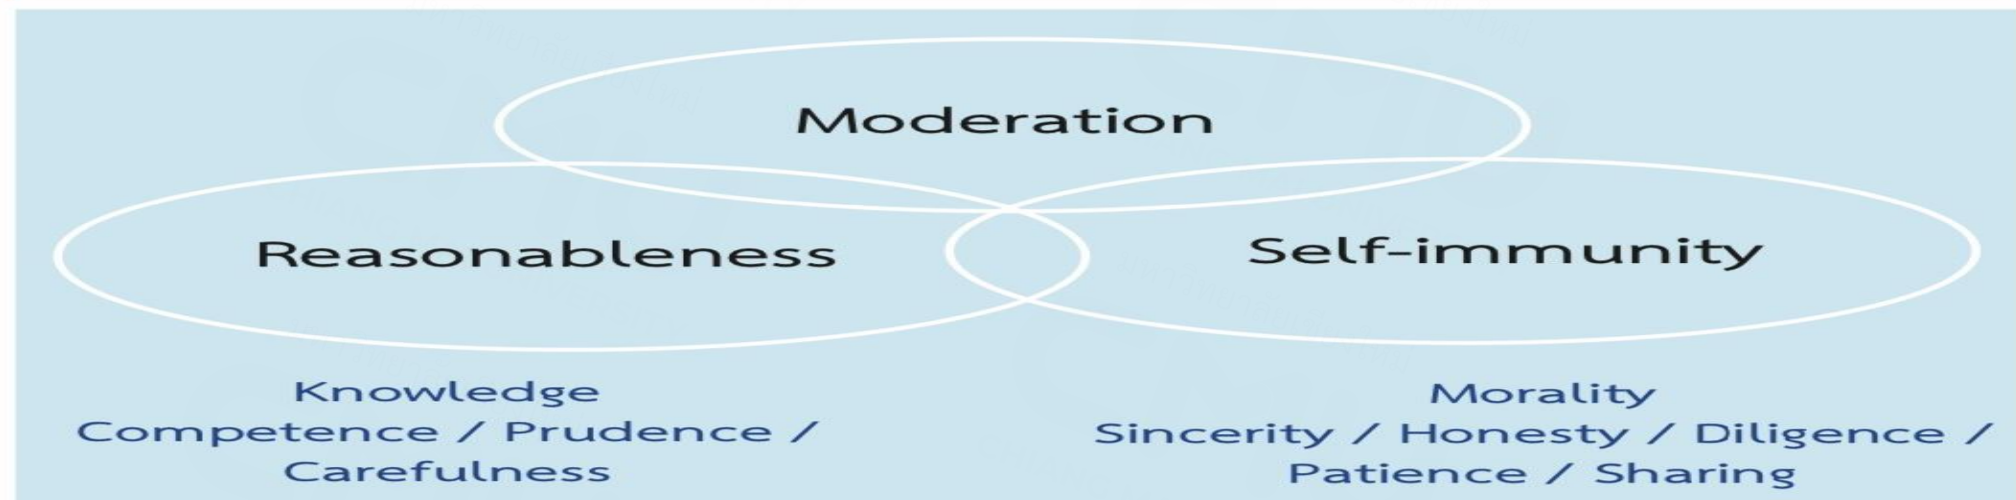 Moderation
Reasonableness
Self-immunity
Knowledge
Competence / Prudence /
Carefulness
Morality
Sincerity / Honesty / Diligence /
Patience / Sharing